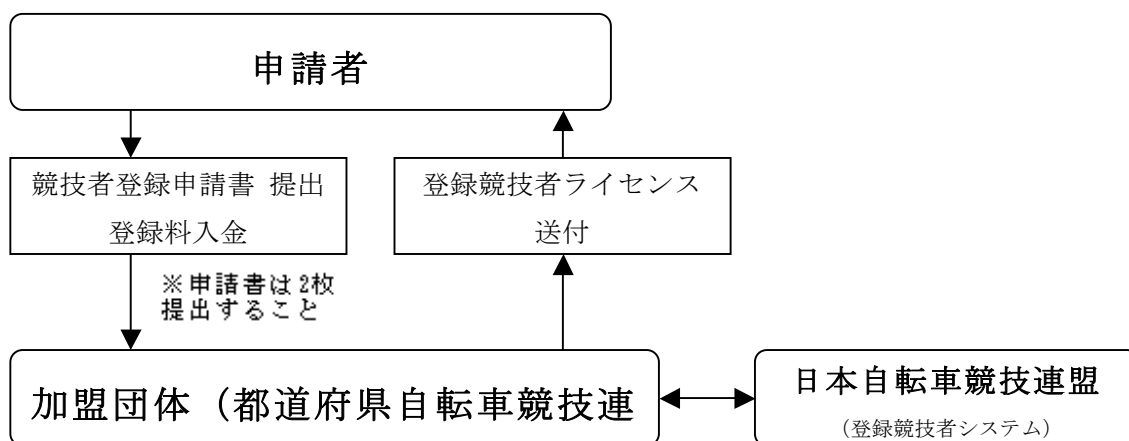 申請者
競技者登録申請書 提出
登録料入金
登録競技者ライセンス
送付
※申請書は2枚
提出すること
加盟団体（都道府県自転車競技連
日本自転車競技連盟
（登録競技者システム）